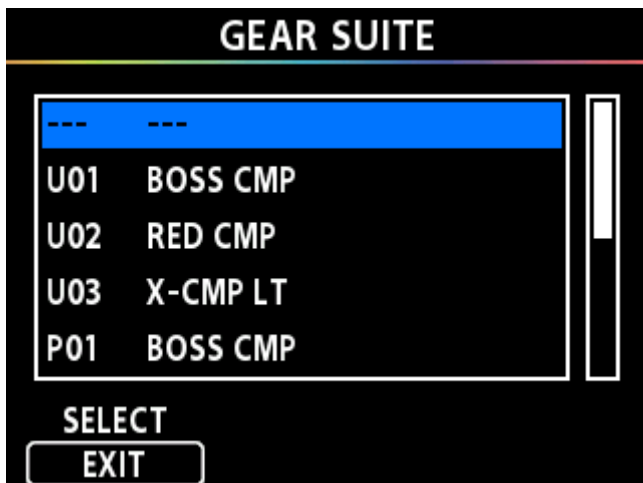 GEAR SUITE
--- ---
U01 BOSS CMP
U02 RED CMP
U03 X-CMP LT
P01 BOSS CMP
SELECT
EXIT